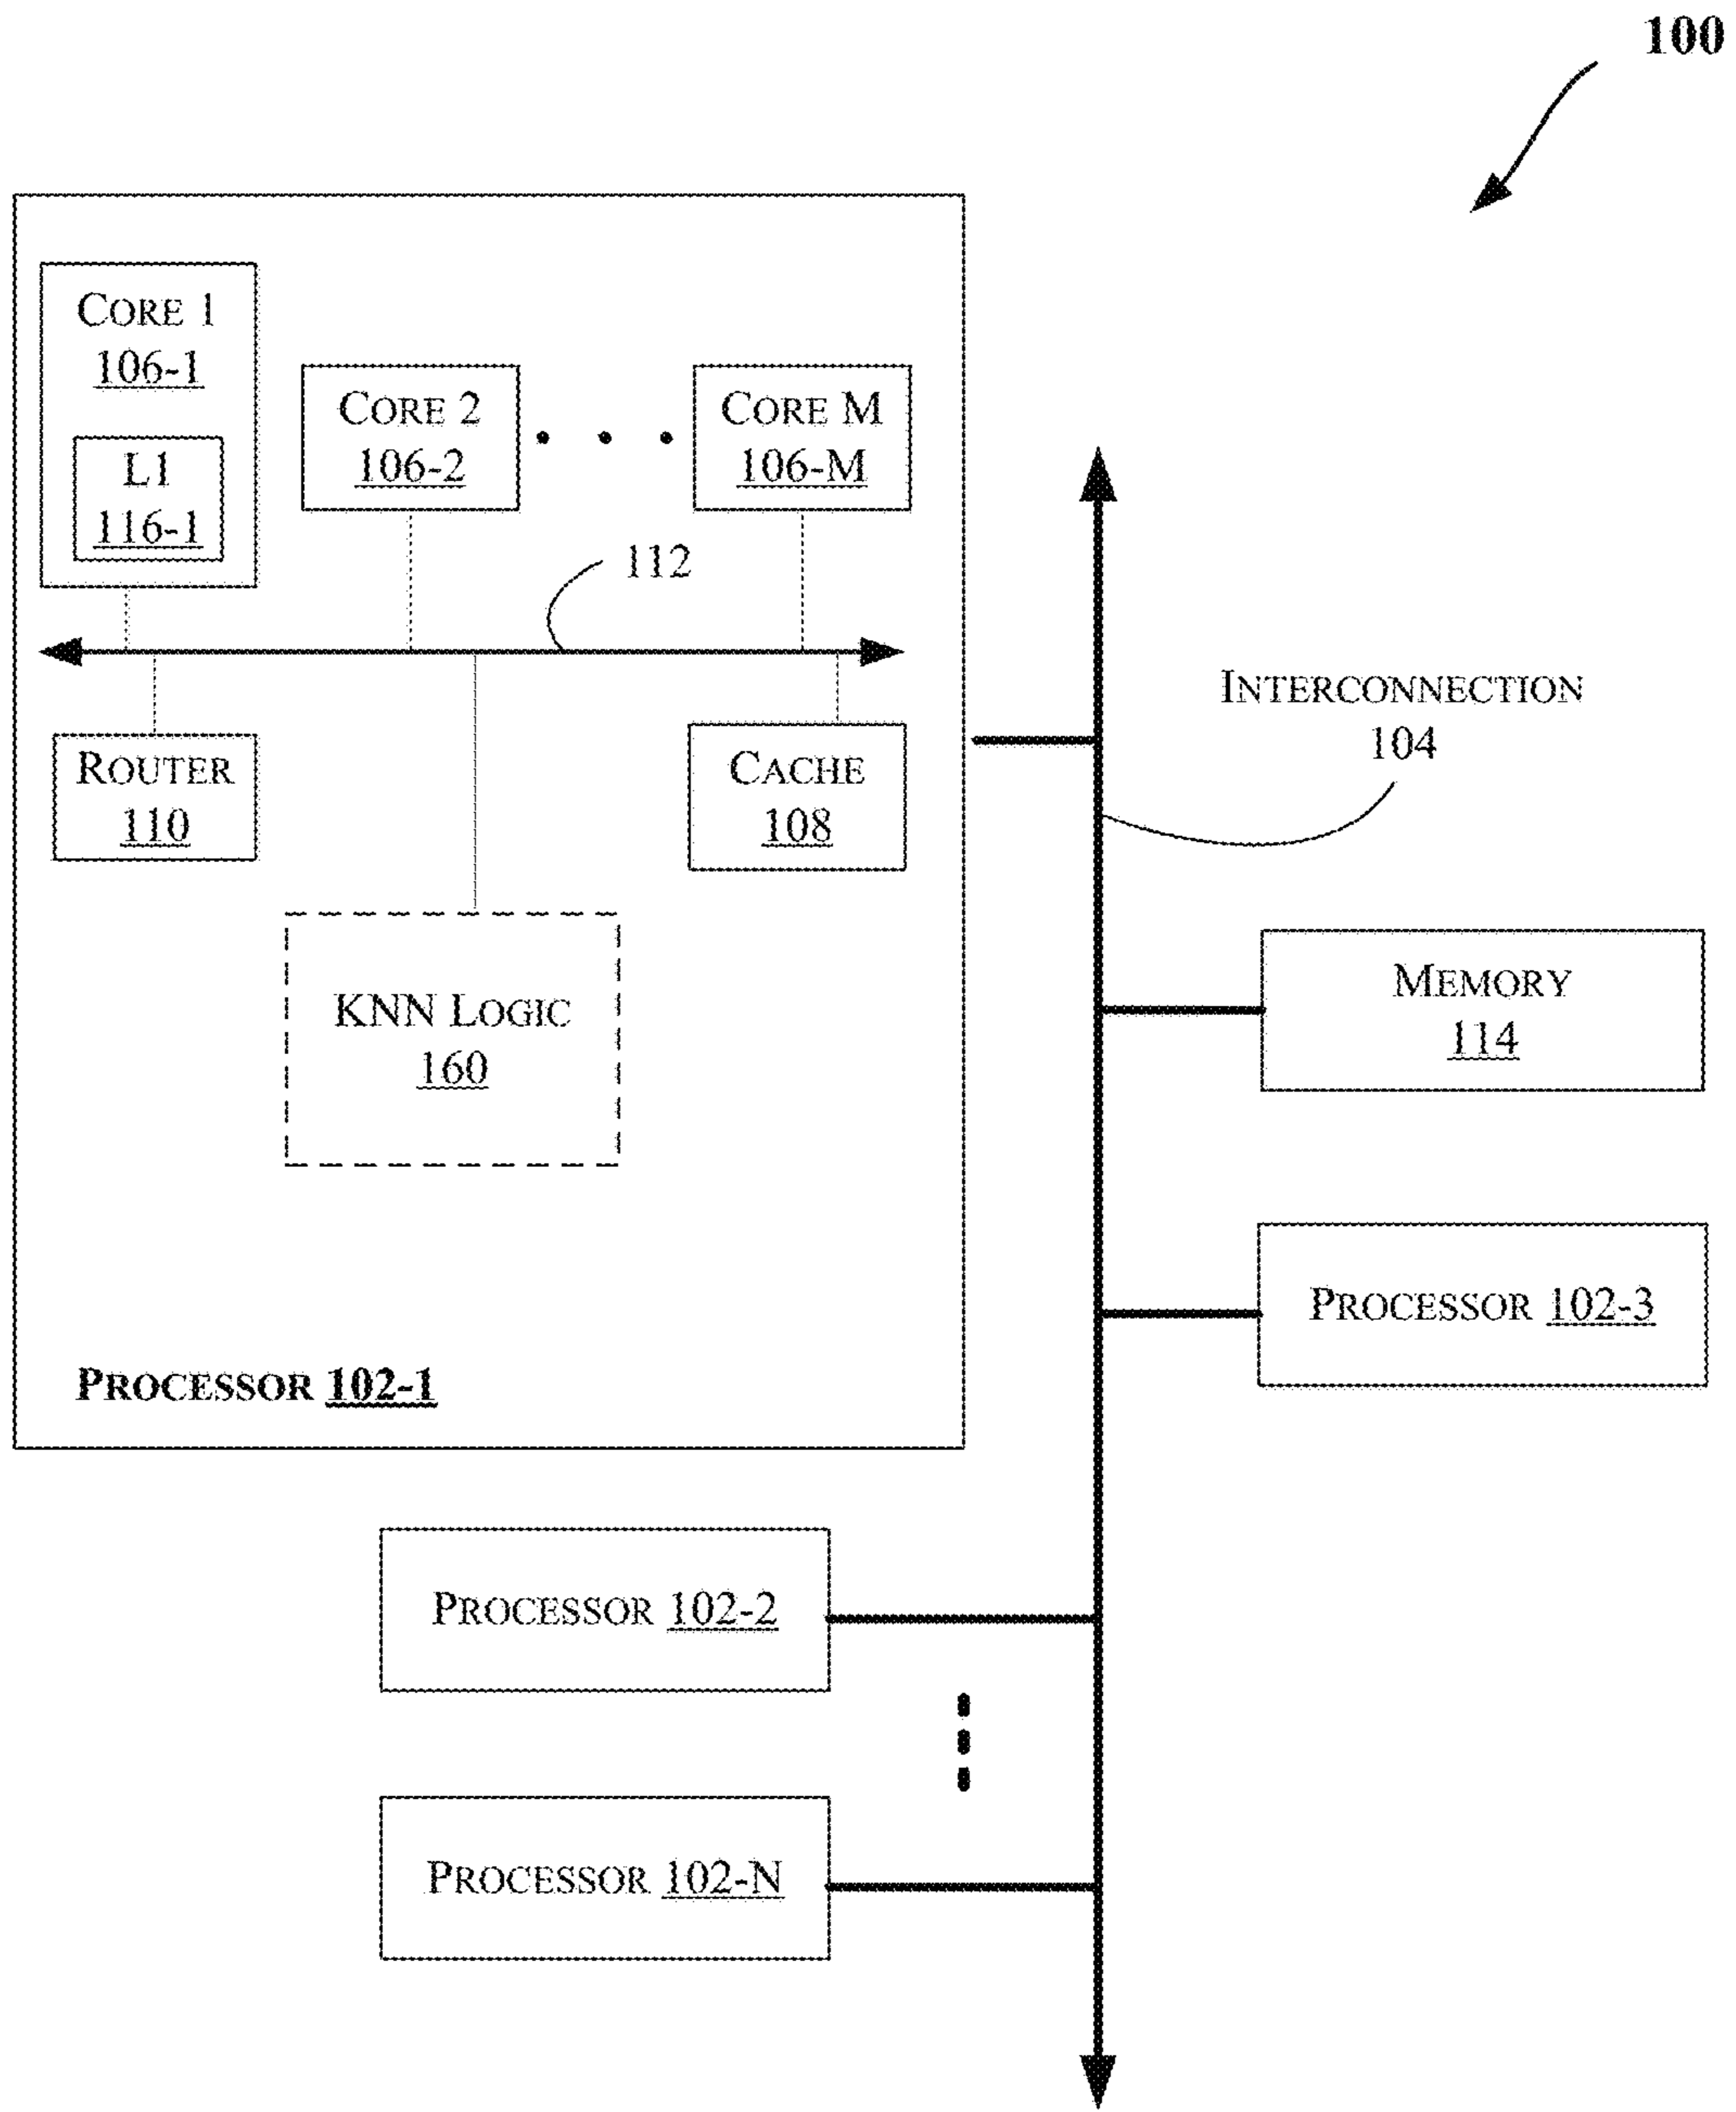 100
CORE 1
106-1
L1
116-1
CORE 2
106-2
CORE M
106-M
112
ROUTER
110
CACHE
108
KNN LOGIC
160
PROCESSOR 102-1
INTERCONNECTION
104
MEMORY
114
PROCESSOR 102-3
PROCESSOR 102-2
PROCESSOR 102-N